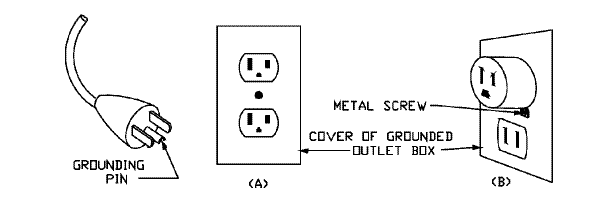 METAL SCREW
COVER OF GROUNDED
OUTLET BOX
GROUNDING
PIN
(A)
(B)